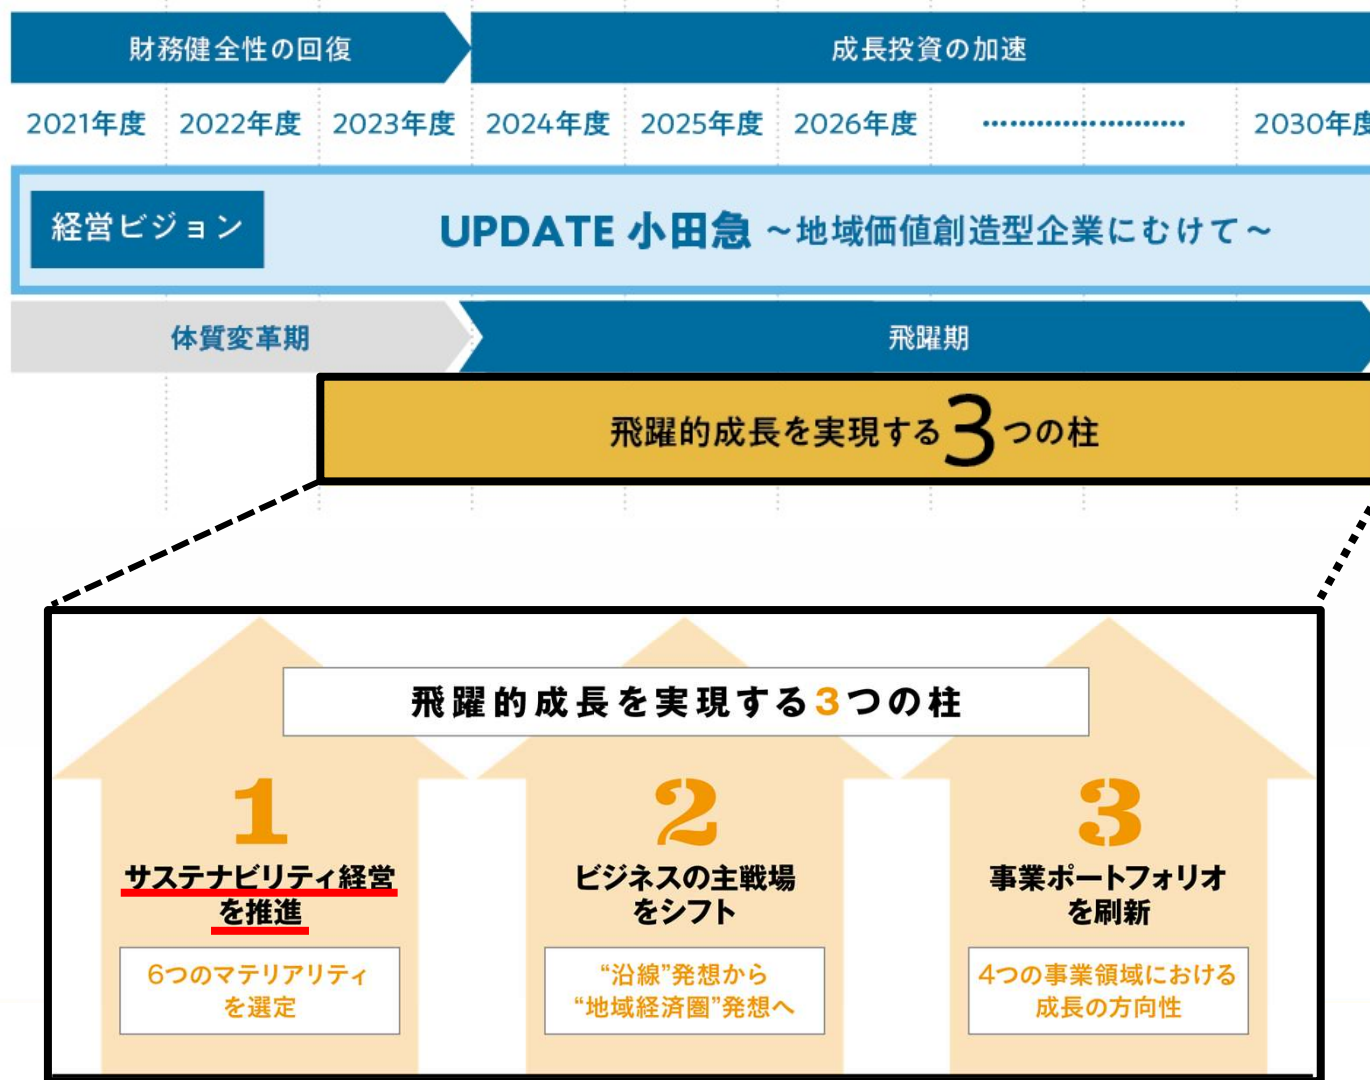 財務健全性の回復
成長投資の加速
2021年度 2022年度 2023年度 2024年度 2025年度 2026年度 ........................ 2030年度
経営ビジョン
UPDATE 小田急 ~地域価値創造型企業にむけて~
体質変革期
飛躍期
飛躍的成長を実現する3つの柱
飛躍的成長を実現する3つの柱
1
サステナビリティ経営
を推進
6つのマテリアリティ
を選定
2
ビジネスの主戦場
をシフト
“沿線”発想から
“地域経済圏”発想へ
3
事業ポートフォリオ
を刷新
4つの事業領域における
成長の方向性